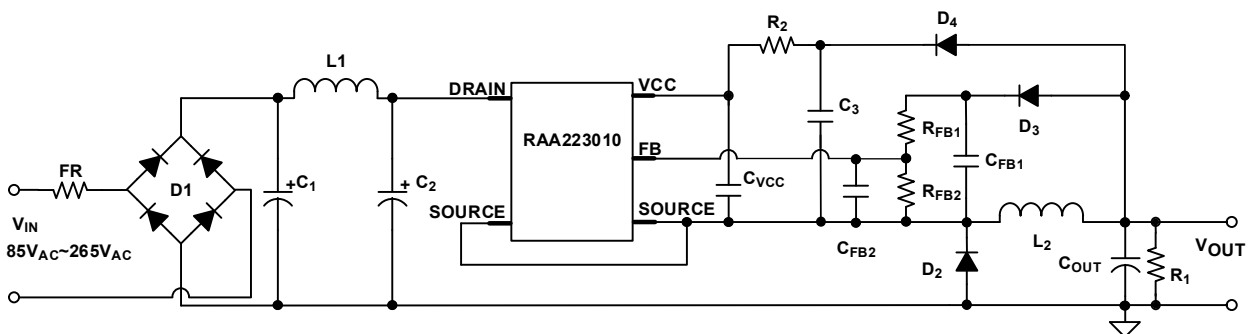 D4
R2
L1
DRAIN
VCC
RAA223010
C3
RFB1
D3
FR
FB
CFB1
D1
+C1
+ C2
CVCC
RFB2
SOURCE
SOURCE
VIN
85VAC~265VAC
CFB2
D2
L2
COUT
R1
VOUT